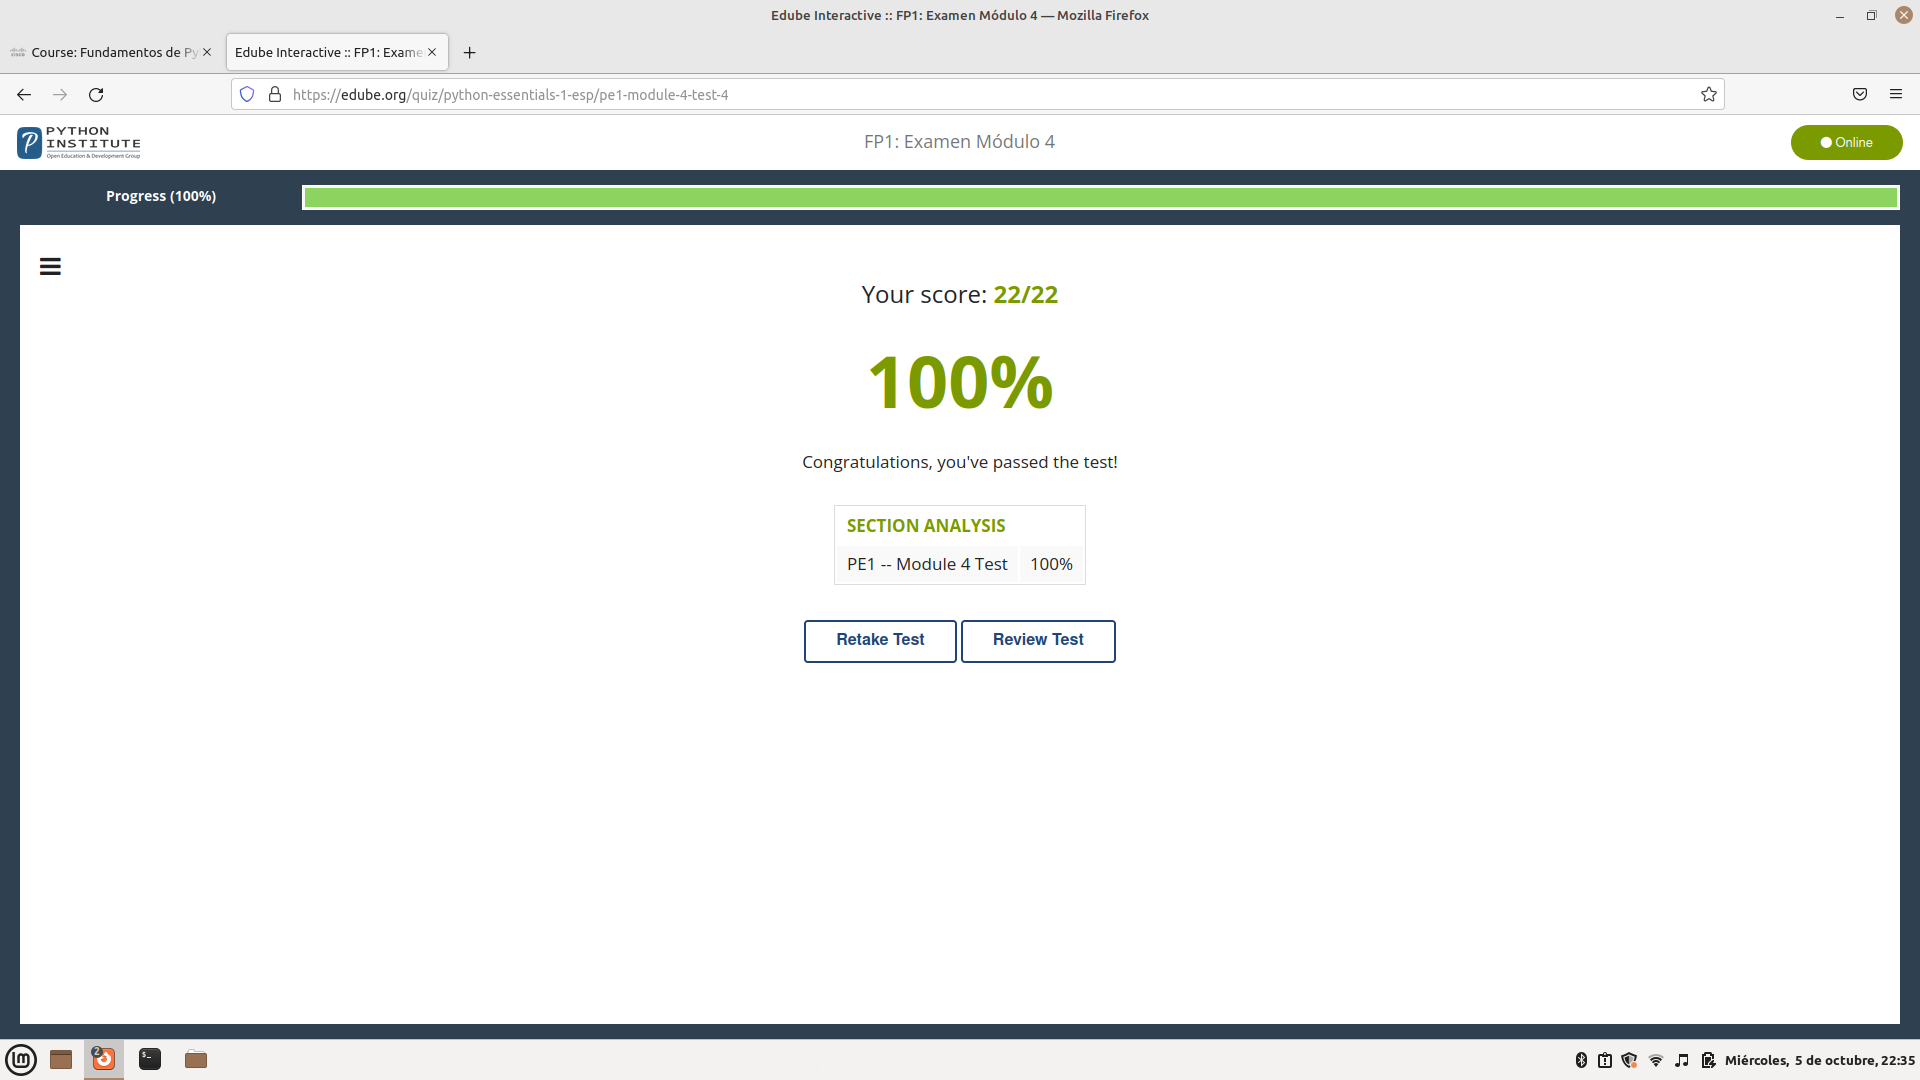 Edube Interactive :: FP1: Examen Módulo 4 — Mozilla Firefox
Course: Fundamentos de Py
Edube Interactive :: FP1: Exame
https://edube.org/quiz/python-essentials-1-esp/pe1-module-4-test-4
PYTHON
INSTITUTE
Open Education & Development Group
FP1: Examen Módulo 4
Online
Progress (100%)
Your score: 22/22
100%
Congratulations, you've passed the test!
SECTION ANALYSIS
PE1 -- Module 4 Test 100%
Retake Test Review Test
2
$-
Miércoles, 5 de octubre, 22:35